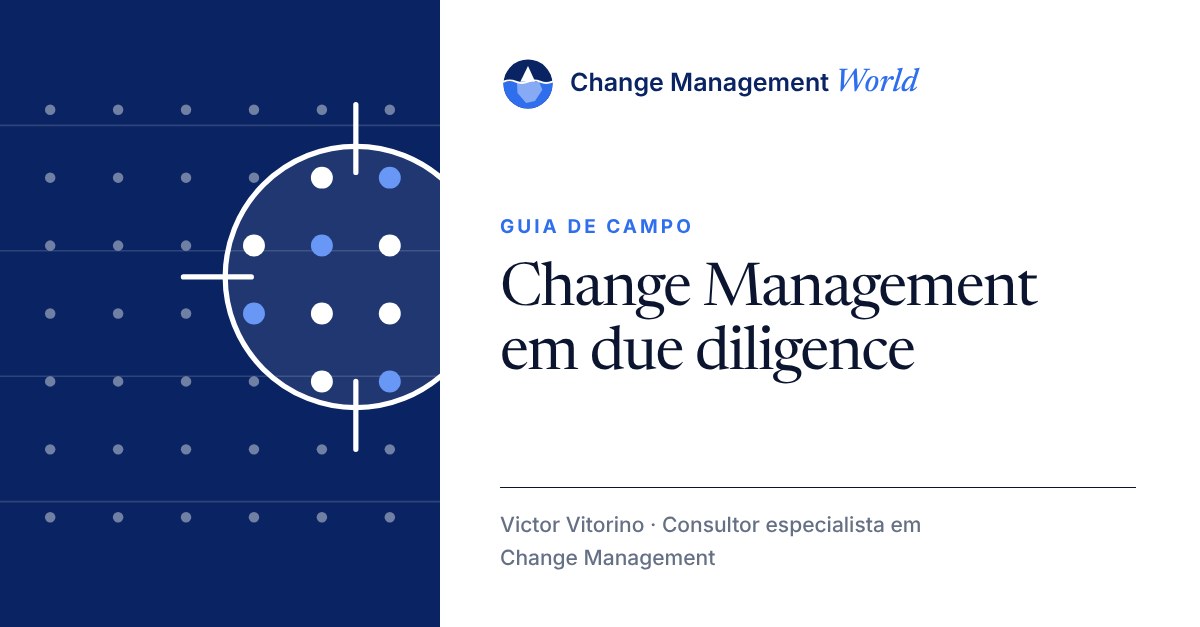 Change Management World
GUIA DE CAMPO
Change Management
em due diligence
Victor Vitorino · Consultor especialista em
Change Management